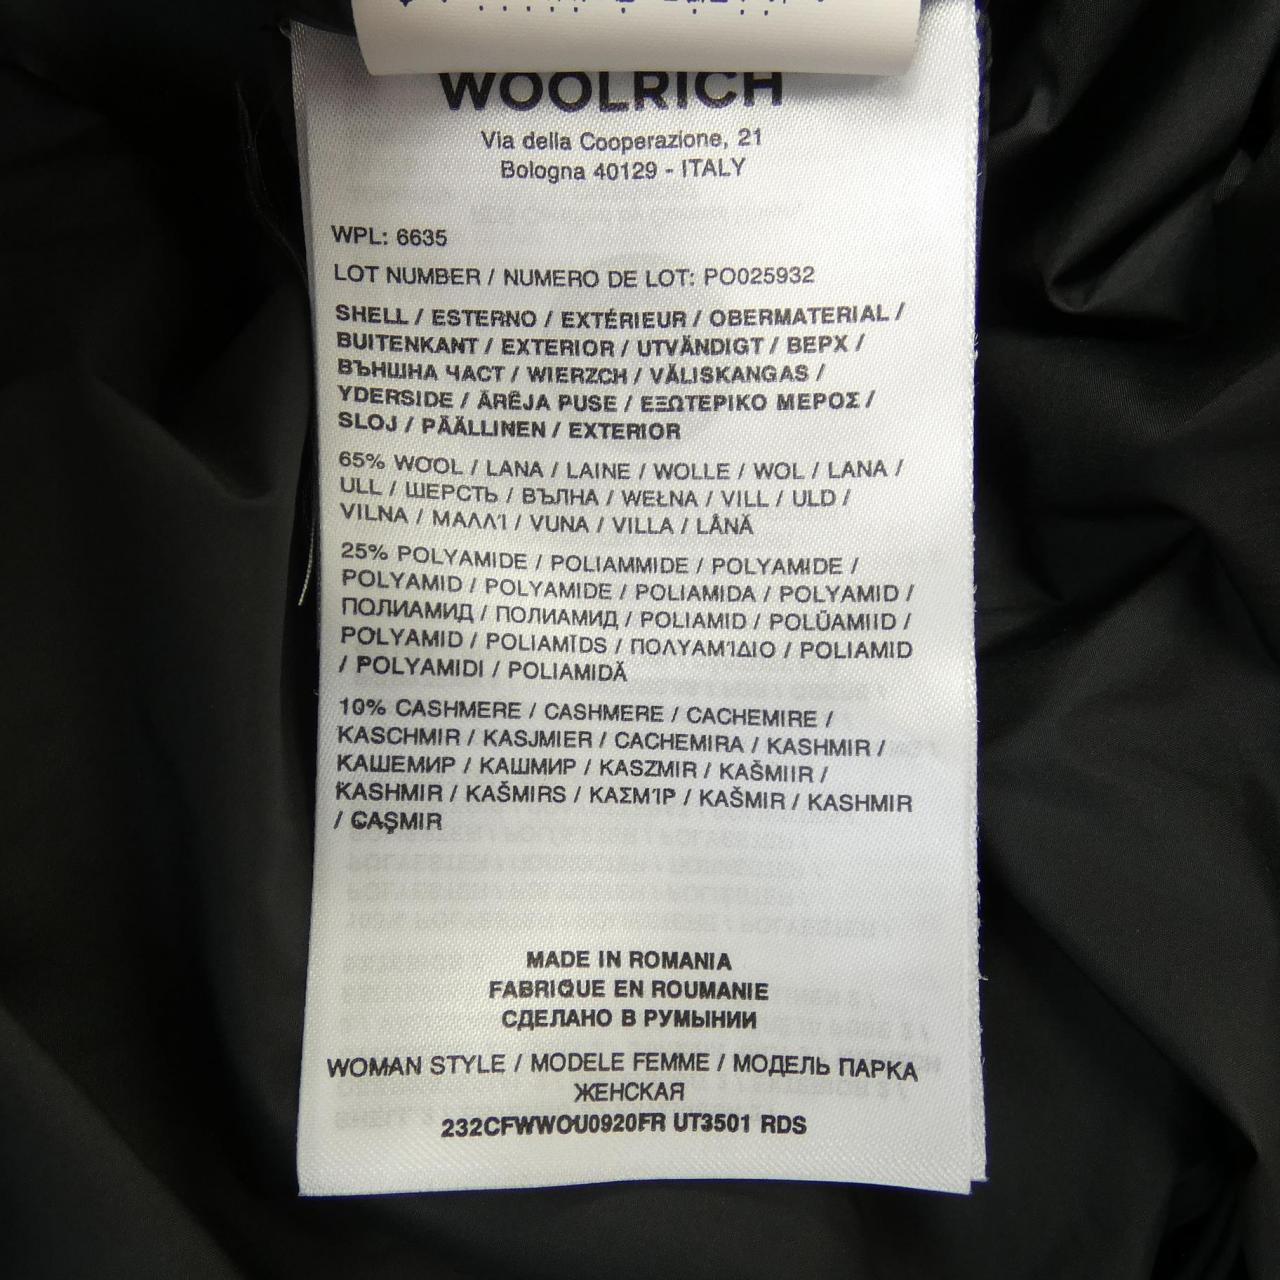 WOOLRICH
Via della Cooperazione, 21
Bologna 40129 - ITALY
WPL: 6635
LOT NUMBER / NUMERO DE LOT: PO025932
SHELL / ESTERNO / EXTÉRIEUR / OBERMATERIAL /
BUITENKANT / EXTERIOR / UTVÄNDIGT / ВЕРХ /
ВЪНШНА ЧАСТ / WIERZCH / VÄLISKANGAS /
YDERSIDE / ĀRĒJA PUSE / ΕΞΩΤΕΡΙΚΟ ΜΕΡΟΣ /
SLOJ / PÄÄLLINEN / EXTERIOR
65% WOOL / LANA / LAINE / WOLLE / WOL / LANA /
ULL / ШЕРСТЬ / ВЪЛНА / WEŁNA / VILL / ULD /
VILNA / ΜΑΛΛΊ / VUNA / VILLA / LÂNĂ
25% POLYAMIDE / POLIAMMIDE / POLYAMIDE /
POLYAMID / POLYAMIDE / POLIAMIDA / POLYAMID /
ПОЛИАМИД / ПОЛИАМИД / POLIAMID / POLÜAMIID /
POLYAMID / POLIAMĪDS / ΠΟΛΥΑΜΊΔΙΟ / POLIAMID
/ POLYAMIDI / POLIAMIDĂ
10% CASHMERE / CASHMERE / CACHEMIRE /
KASCHMIR / KASJMIER / CACHEMIRA / KASHMIR /
КАШЕМИР / КАШМИР / KASZMIR / KAŠMIIR /
KASHMIR / KAŠMIRS / ΚΑΣΜΊΡ / KAŠMIR / KASHMIR
/ CAŞMIR
MADE IN ROMANIA
FABRIQUE EN ROUMANIE
СДЕЛАНО В РУМЫНИИ
WOMAN STYLE / MODELE FEMME / МОДЕЛЬ ПАРКА
ЖЕНСКАЯ
232CFWWOU0920FR UT3501 RDS